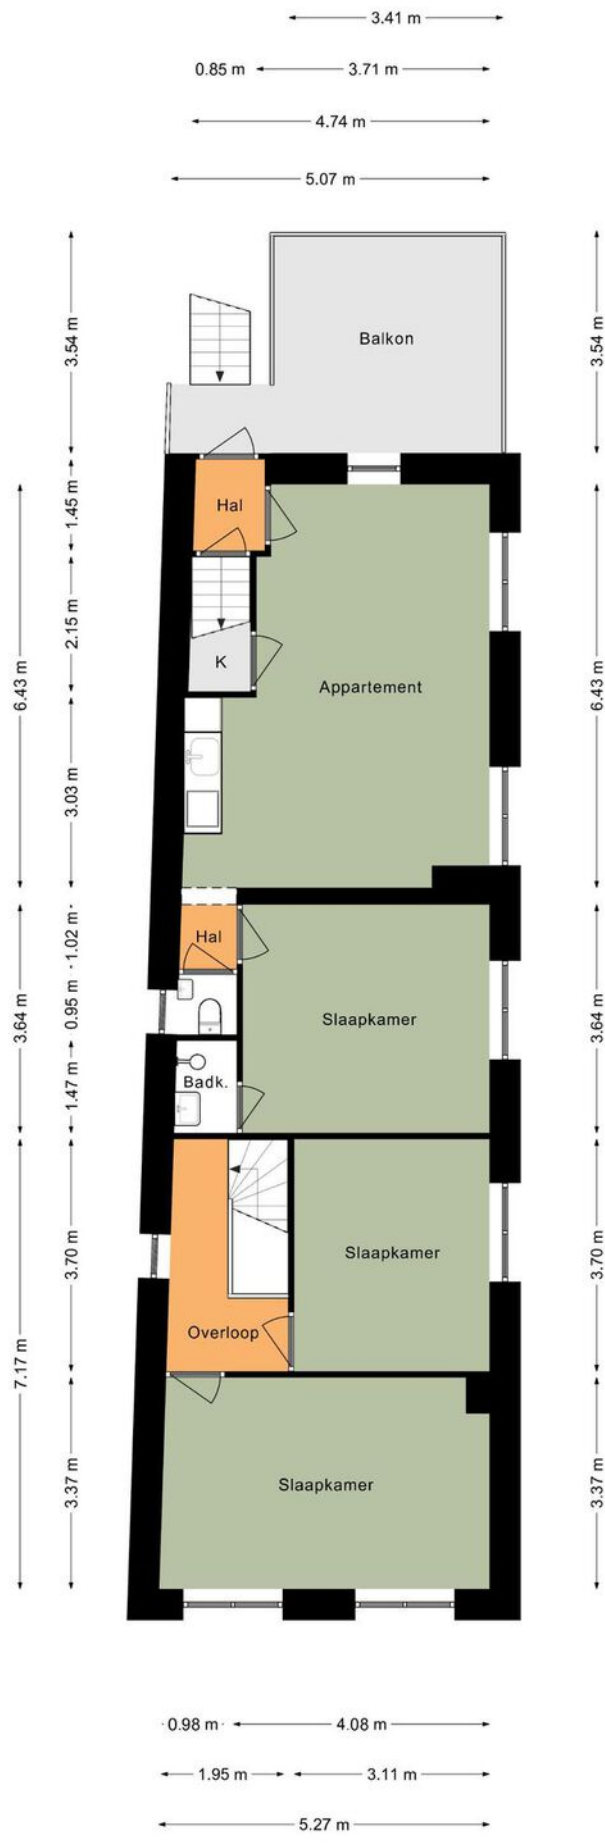 3.41 m
0.85 m
3.71 m
4.74 m
5.07 m
3.54 m
3.54 m
Balkon
1.45 m
Hal
2.15 m
K
6.43 m
Appartement
6.43 m
3.03 m
1.02 m
Hal
0.95 m
3.64 m
Slaapkamer
3.64 m
1.47 m
Badk.
3.70 m
Slaapkamer
3.70 m
Overloop
7.17 m
3.37 m
Slaapkamer
3.37 m
0.98 m
4.08 m
1.95 m
3.11 m
5.27 m